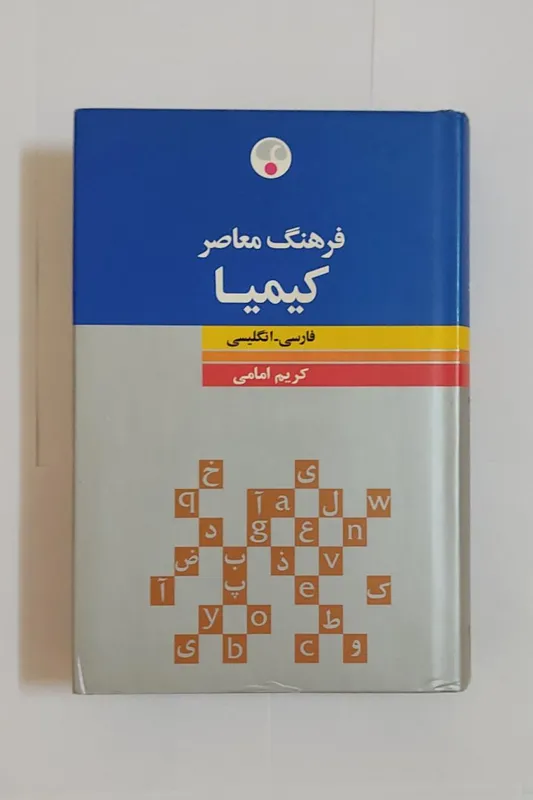 فرهنگ معاصر
کیمیا
فارسی-انگلیسی
کریم امامی
خ ی
q آ a ل w
د g ع n
ض ب ذ v
آ پ e ک
y o ط
ی b c و